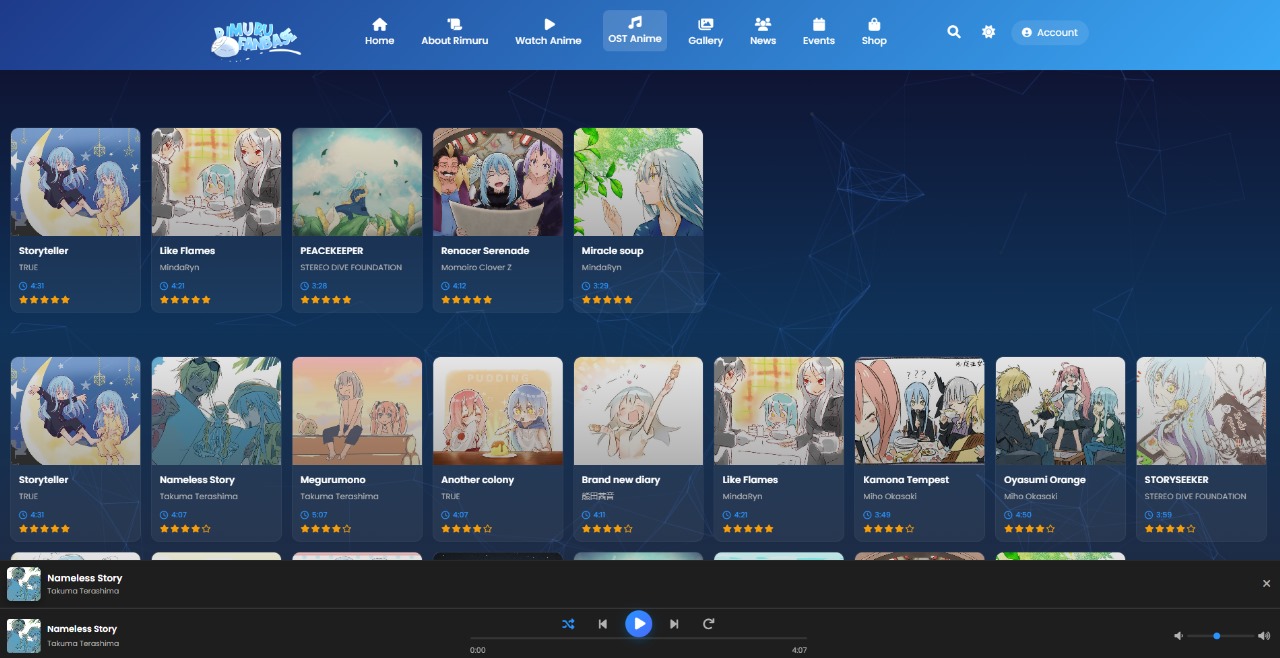 RIMURU
FANBASE
Home
About Rimuru
Watch Anime
OST Anime
Gallery
News
Events
Shop
Account
Storyteller
TRUE
4:31
Like Flames
MindaRyn
4:21
PEACEKEEPER
STEREO DIVE FOUNDATION
3:28
Renacer Serenade
Momoiro Clover Z
4:12
Miracle soup
MindaRyn
3:29
Storyteller
TRUE
4:31
Nameless Story
Takuma Terashima
4:07
Megurumono
Takuma Terashima
5:07
PUDDING
Another colony
TRUE
4:07
Brand new diary
熊田茜音
4:11
Like Flames
MindaRyn
4:21
???
Kamona Tempest
Miho Okasaki
3:49
Oyasumi Orange
Miho Okasaki
4:50
STORYSEEKER
STEREO DIVE FOUNDATION
3:59
Nameless Story
Takuma Terashima
Nameless Story
Takuma Terashima
0:00
4:07